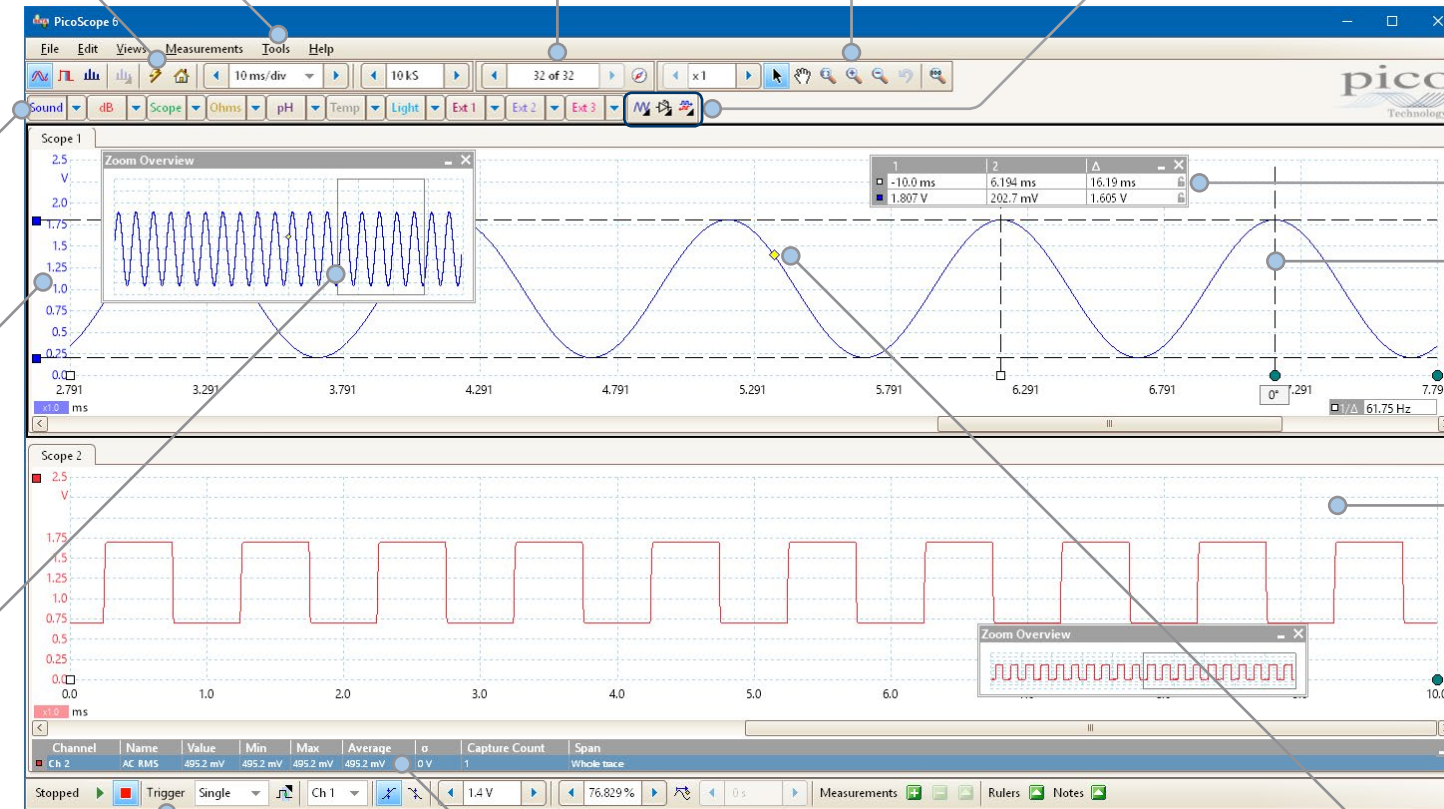 PicoScope 6
File Edit Views Measurements Tools Help
10 ms/div 10 kS 32 of 32 x1
pico
Technology
Sound dB Scope Ohms pH Temp Light Ext 1 Ext 2 Ext 3
Scope 1
Zoom Overview
1 2 Δ
-10.0 ms 6.194 ms 16.19 ms
1.807 V 202.7 mV 1.605 V
2.5
V
2.0
1.75
1.5
1.25
1.0
0.75
0.5
0.25
0.0
2.791 3.291 3.791 4.291 4.791 5.291 5.791 6.291 6.791 7.291 7.79
0°
x1.0 ms
1/Δ 61.75 Hz
Scope 2
2.5
V
1.75
1.5
1.25
1.0
0.75
0.5
0.25
0.0
Zoom Overview
0.0 1.0 2.0 3.0 4.0 5.0 6.0 10.0
x1.0 ms
Channel Name Value Min Max Average σ Capture Count Span
Ch 2 AC RMS 495.2 mV 495.2 mV 495.2 mV 495.2 mV 0 V 1 Whole trace
Stopped Trigger Single Ch 1 1.4 V 76.829 % 0 s Measurements Rulers Notes